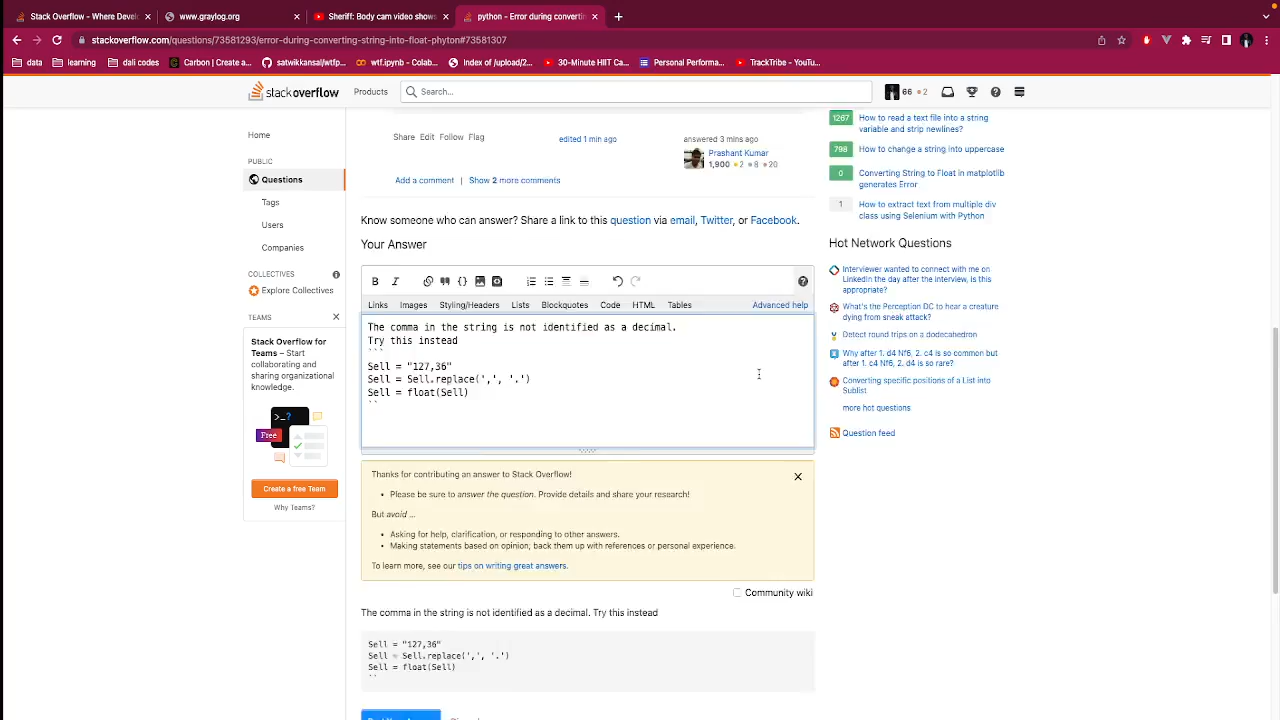 Stack Overflow - Where Devel
www.graylog.org
Sheriff: Body cam video shows
python - Error during convertin
stackoverflow.com/questions/73581293/error-during-converting-string-into-float-phyton#73581307
data
learning
dali codes
Carbon | Create a...
satwikkansal/wtfp...
wtf.ipynb - Colab...
Index of /upload/2...
30-Minute HIIT Ca...
Personal Performa...
TrackTribe - YouTu...
stackoverflow
Products
Search...
66 2
Home
PUBLIC
Questions
Tags
Users
Companies
COLLECTIVES
Explore Collectives
TEAMS
Stack Overflow for
Teams – Start
collaborating and
sharing organizational
knowledge.
>_?
Free
Create a free Team
Why Teams?
Share Edit Follow Flag
edited 1 min ago
answered 3 mins ago
Prashant Kumar
1,900 2 8 20
Add a comment | Show 2 more comments
Know someone who can answer? Share a link to this question via email, Twitter, or Facebook.
Your Answer
B I
Links Images Styling/Headers Lists Blockquotes Code HTML Tables Advanced help
The comma in the string is not identified as a decimal.
Try this instead
```
Sell = "127,36"
Sell = Sell.replace(',', '.')
Sell = float(Sell)
``
Thanks for contributing an answer to Stack Overflow!
• Please be sure to answer the question. Provide details and share your research!
But avoid ...
• Asking for help, clarification, or responding to other answers.
• Making statements based on opinion; back them up with references or personal experience.
To learn more, see our tips on writing great answers.
Community wiki
The comma in the string is not identified as a decimal. Try this instead
Sell = "127,36"
Sell = Sell.replace(',', '.')
Sell = float(Sell)
``
1267 How to read a text file into a string
variable and strip newlines?
798 How to change a string into uppercase
0 Converting String to Float in matplotlib
generates Error
1 How to extract text from multiple div
class using Selenium with Python
Hot Network Questions
Interviewer wanted to connect with me on
LinkedIn the day after the interview, is this
appropriate?
What's the Perception DC to hear a creature
dying from sneak attack?
Detect round trips on a dodecahedron
Why after 1. d4 Nf6, 2. c4 is so common but
after 1. c4 Nf6, 2. d4 is so rare?
Converting specific positions of a List into
Sublist
more hot questions
Question feed